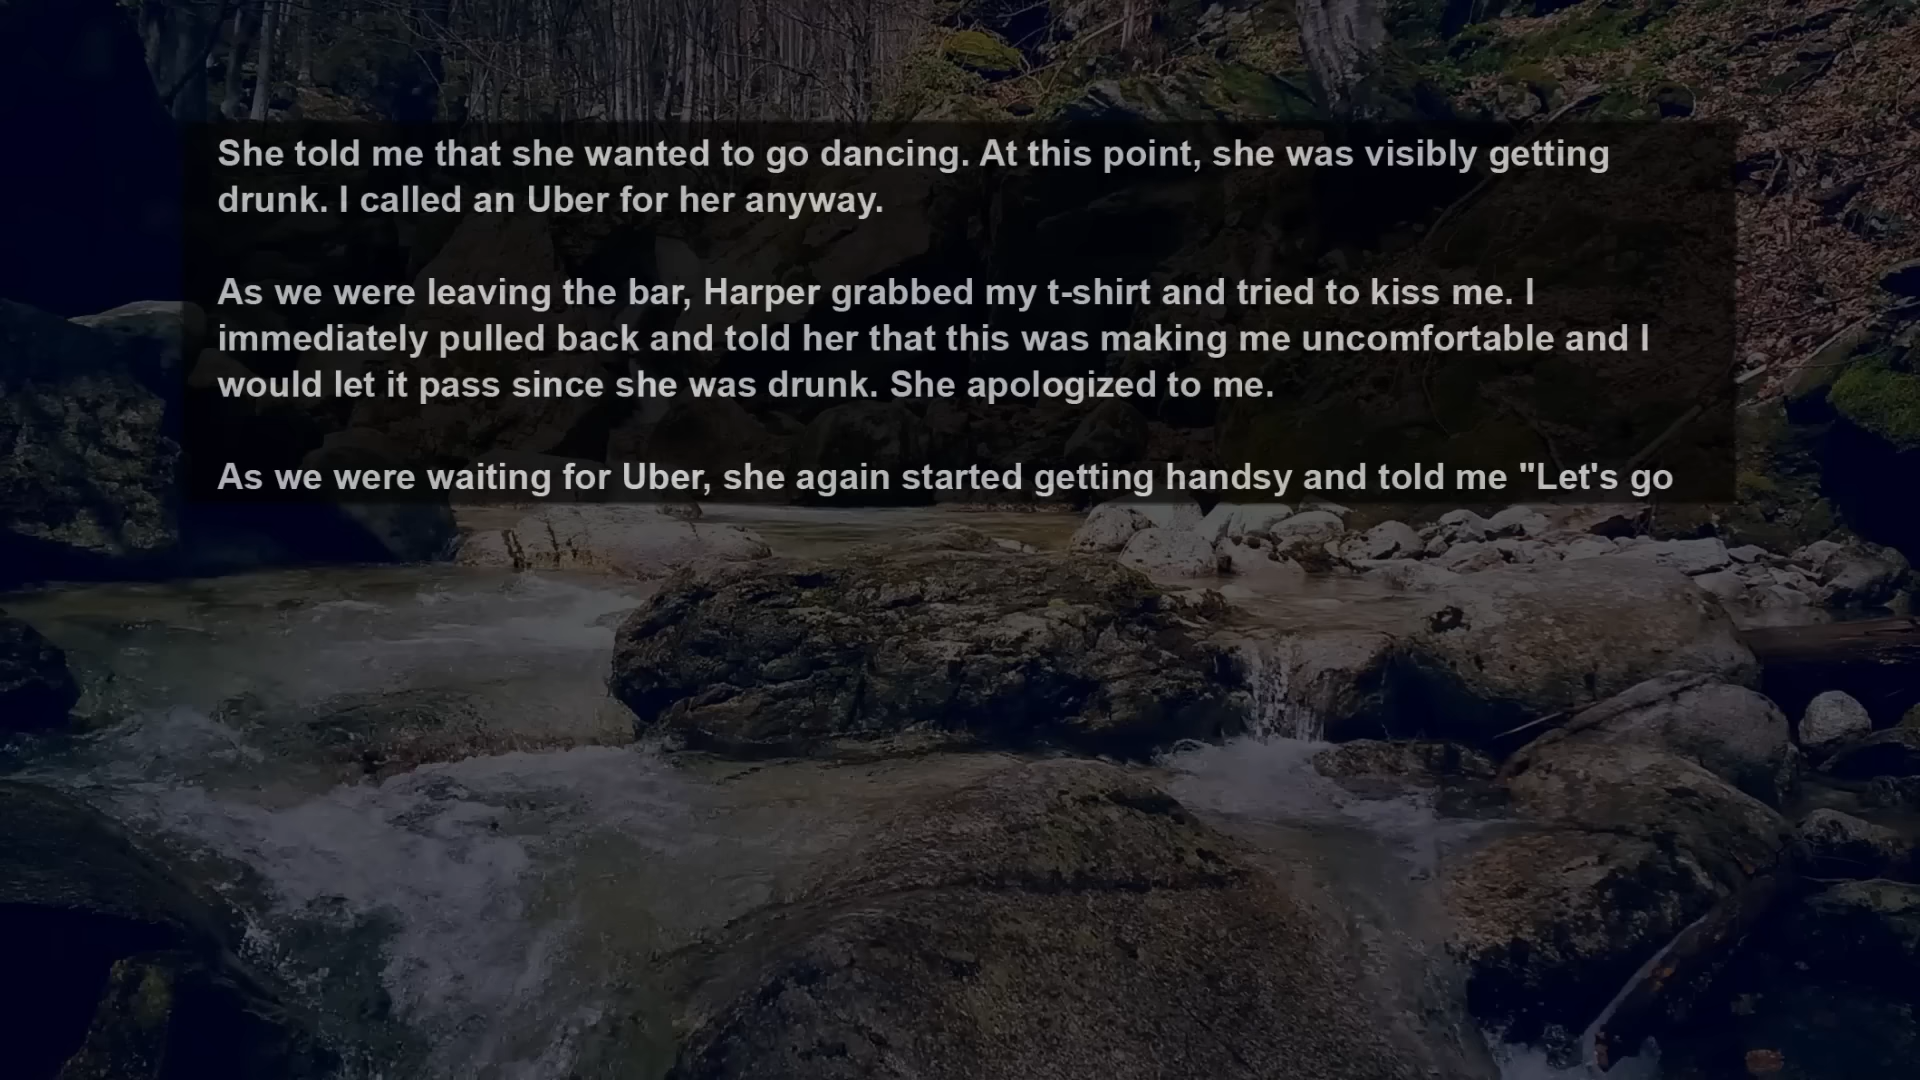 She told me that she wanted to go dancing. At this point, she was visibly getting
drunk. I called an Uber for her anyway.
As we were leaving the bar, Harper grabbed my t-shirt and tried to kiss me. I
immediately pulled back and told her that this was making me uncomfortable and I
would let it pass since she was drunk. She apologized to me.
As we were waiting for Uber, she again started getting handsy and told me "Let's go